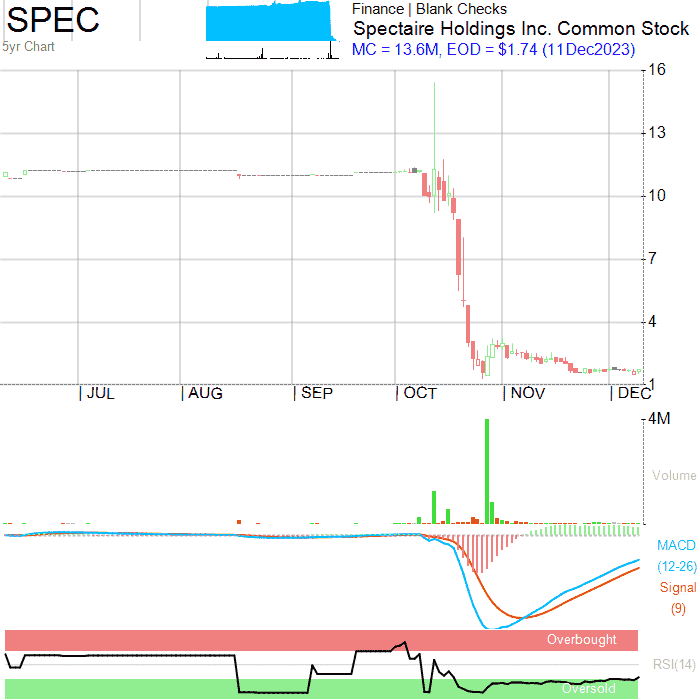 SPEC
5yr Chart
Finance | Blank Checks
Spectaire Holdings Inc. Common Stock
MC = 13.6M, EOD = $1.74 (11Dec2023)
16
13
10
7
4
1
JUL
AUG
SEP
OCT
NOV
DEC
4M
Volume
MACD
(12-26)
Signal
(9)
Overbought
RSI(14)
Oversold